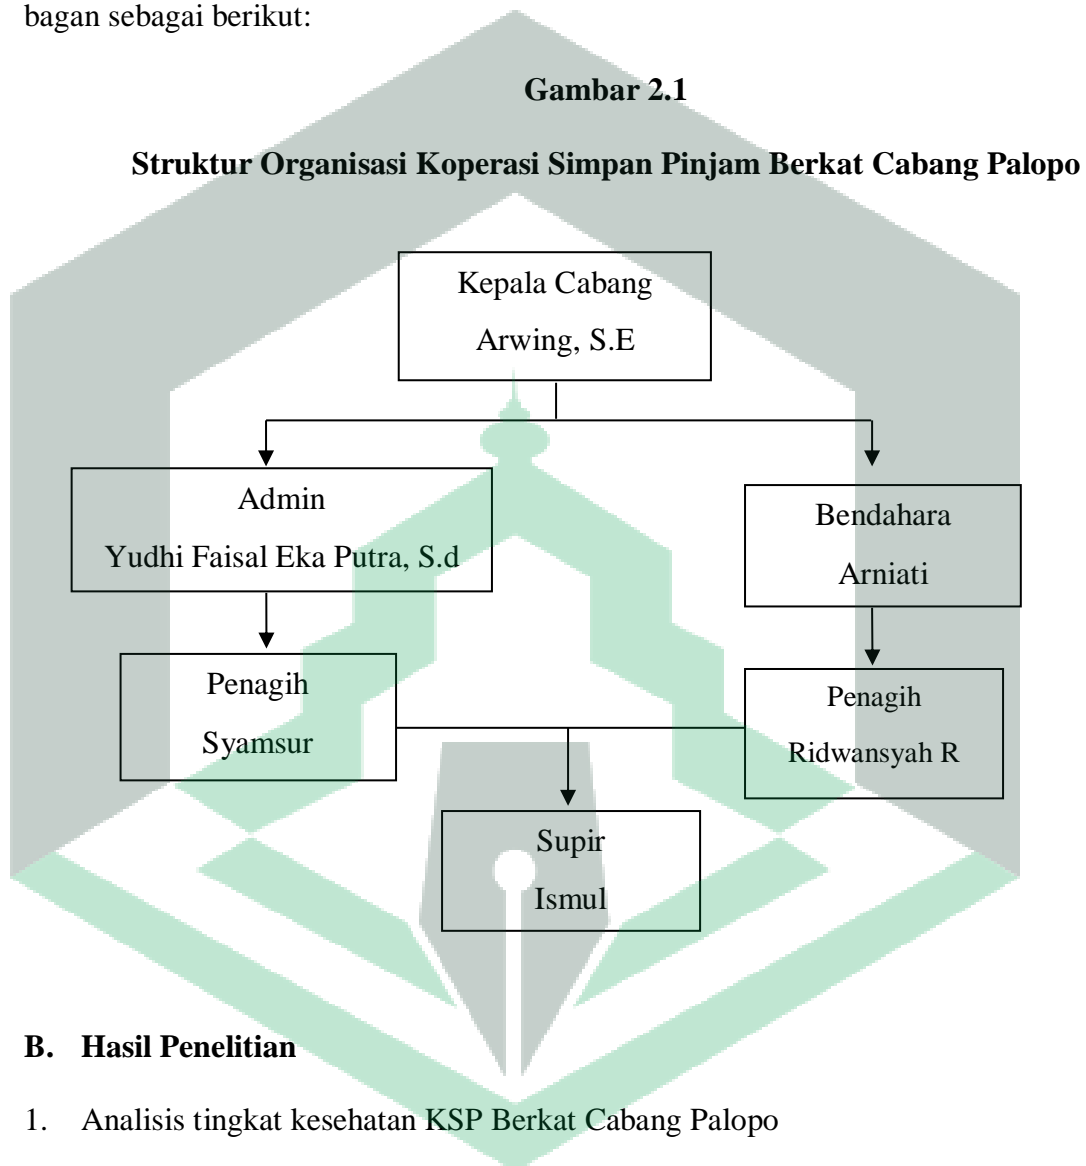 bagan sebagai berikut:
Gambar 2.1
Struktur Organisasi Koperasi Simpan Pinjam Berkat Cabang Palopo
Kepala Cabang
Arwing, S.E
Admin
Yudhi Faisal Eka Putra, S.d
Bendahara
Arniati
Penagih
Syamsur
Penagih
Ridwansyah R
Supir
Ismul
B. Hasil Penelitian
1. Analisis tingkat kesehatan KSP Berkat Cabang Palopo